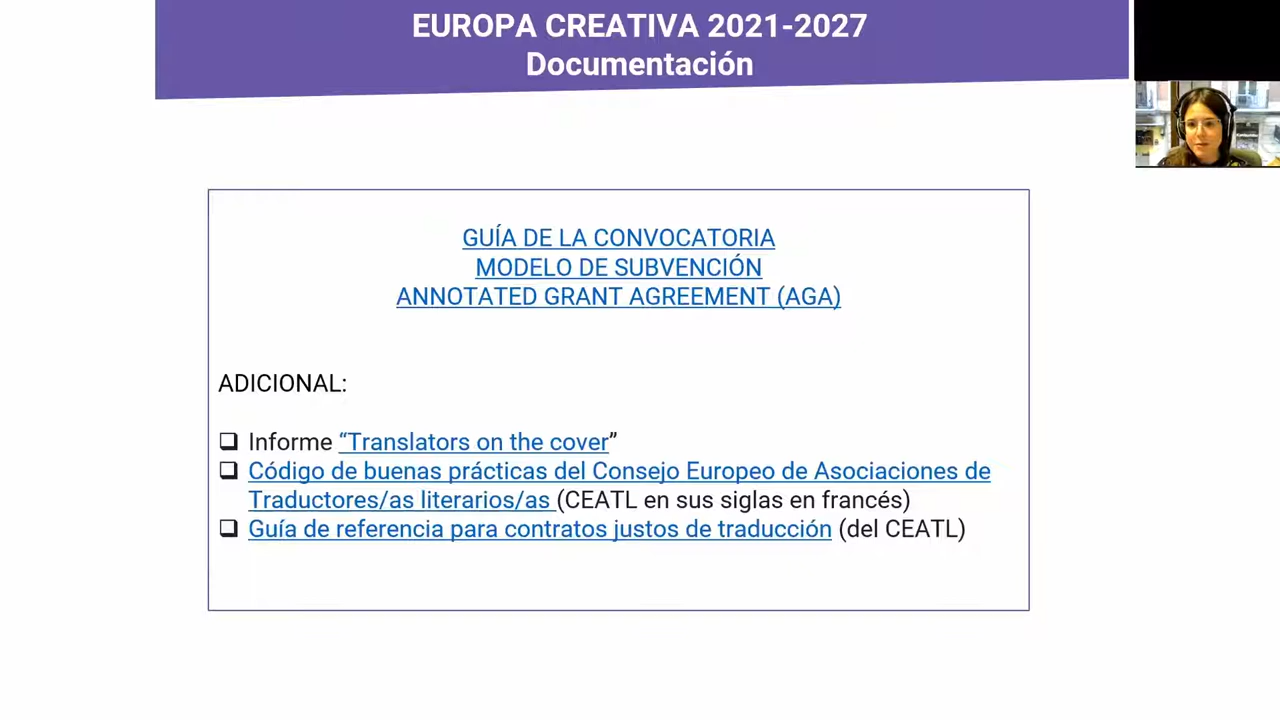 EUROPA CREATIVA 2021-2027
Documentación
GUÍA DE LA CONVOCATORIA
MODELO DE SUBVENCIÓN
ANNOTATED GRANT AGREEMENT (AGA)
ADICIONAL:
❑ Informe “Translators on the cover”
❑ Código de buenas prácticas del Consejo Europeo de Asociaciones de
Traductores/as literarios/as (CEATL en sus siglas en francés)
❑ Guía de referencia para contratos justos de traducción (del CEATL)